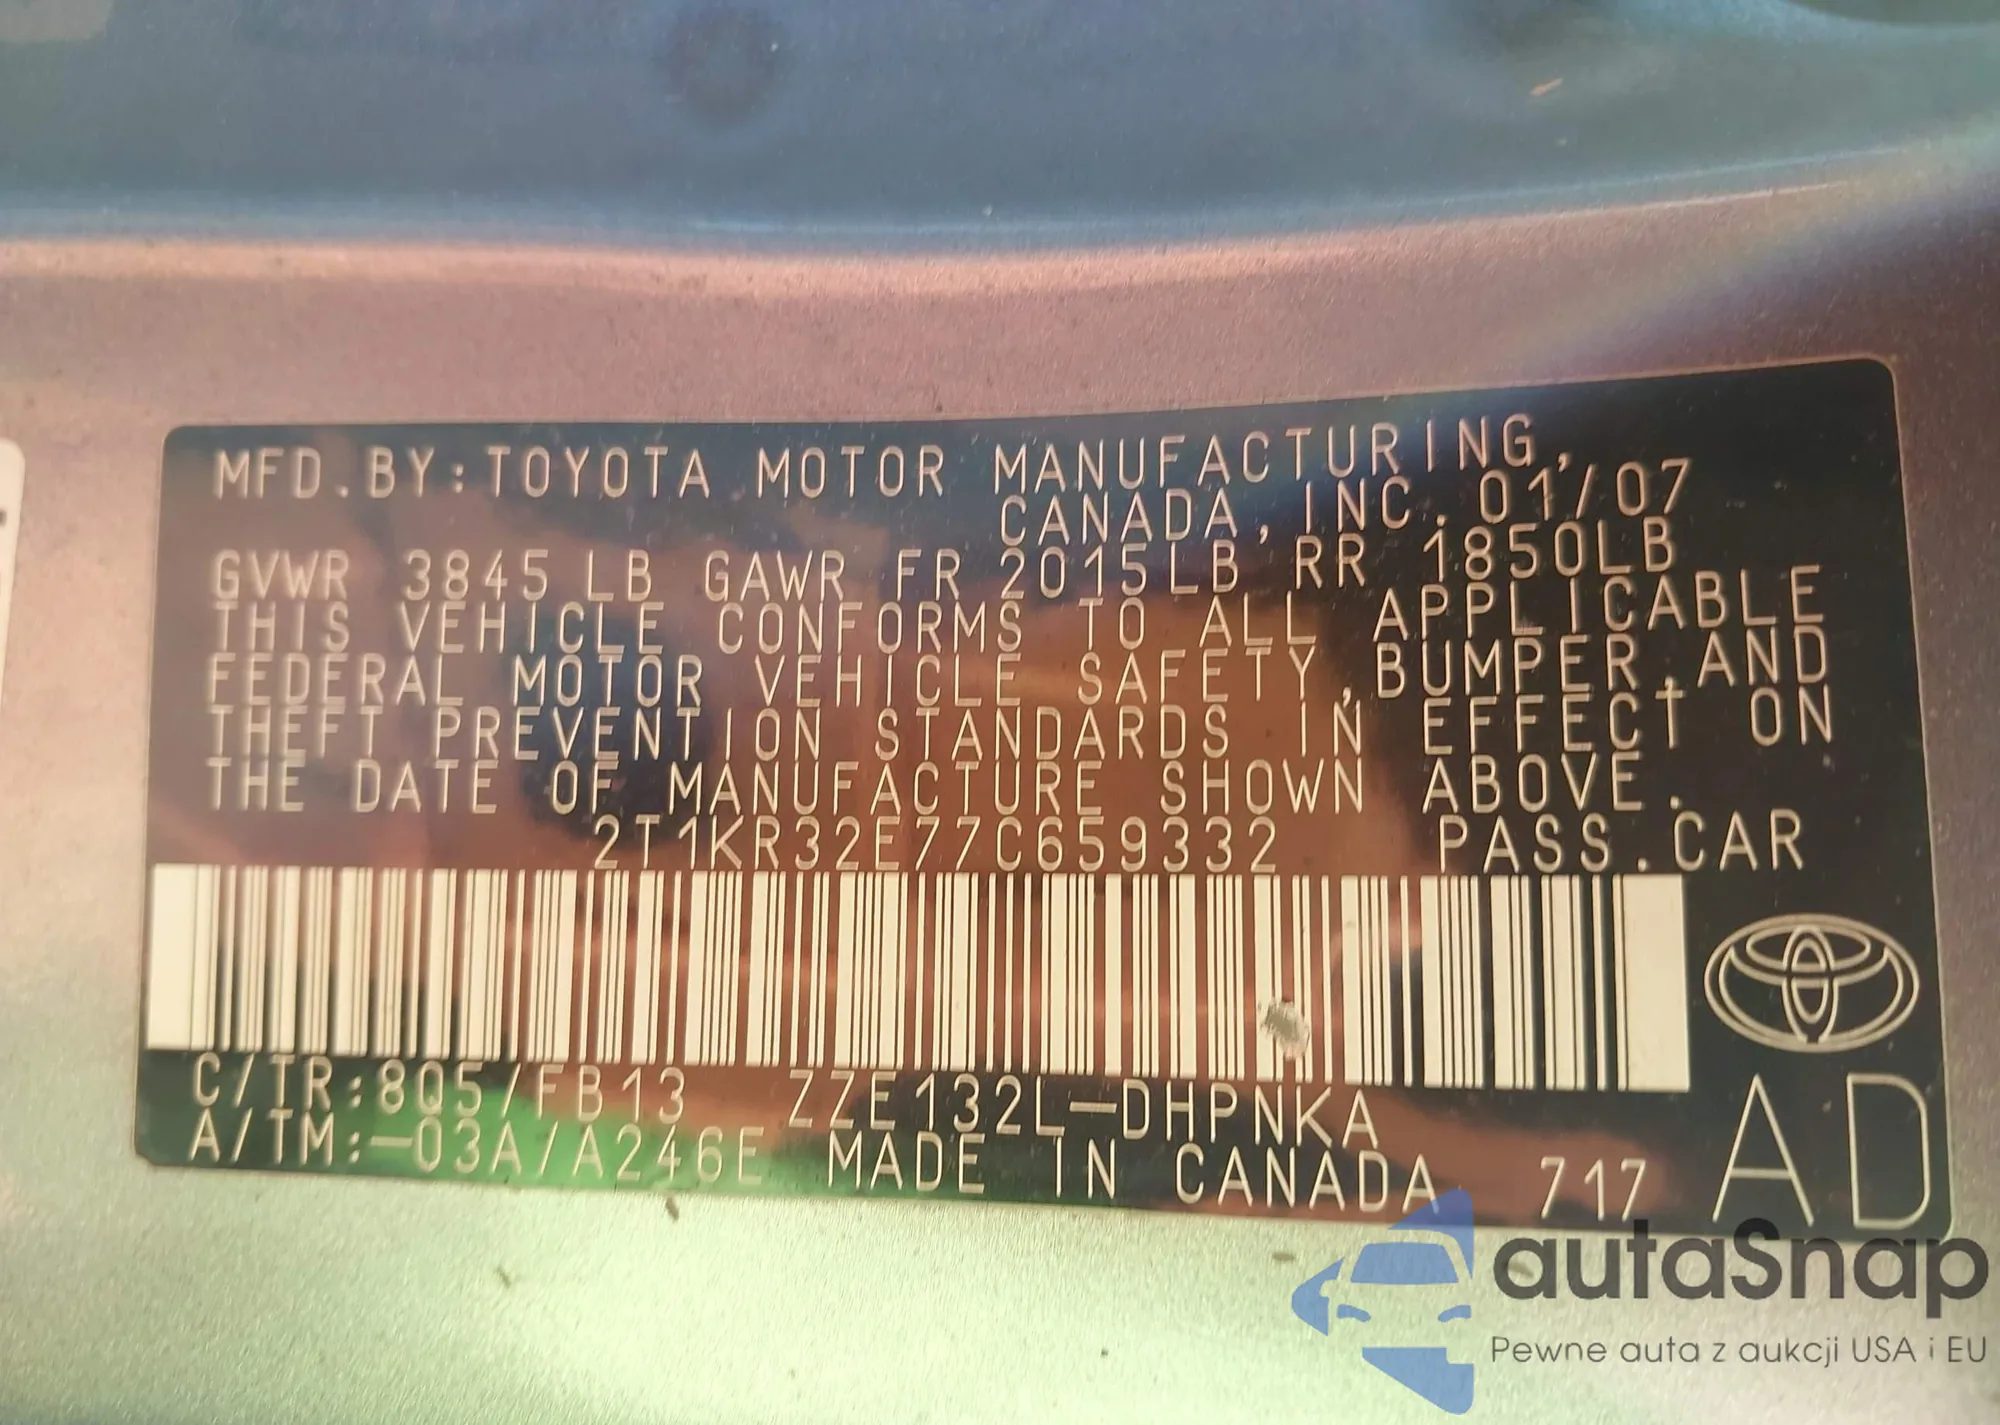 MFD.BY:TOYOTA MOTOR MANUFACTURING,
CANADA,INC. 01/07
GVWR 3845LB GAWR FR 2015LB RR 1850LB
THIS VEHICLE CONFORMS TO ALL APPLICABLE
FEDERAL MOTOR VEHICLE SAFETY,BUMPER,AND
THEFT PREVENTION STANDARDS IN EFFECT ON
THE DATE OF MANUFACTURE SHOWN ABOVE.
2T1KR32E77C659332 PASS.CAR
C/TR:8Q5/FB13 ZZE132L-DHPNKA
A/TM:-03A/A246E MADE IN CANADA 717
AD
autaSnap
Pewne auta z aukcji USA i EU